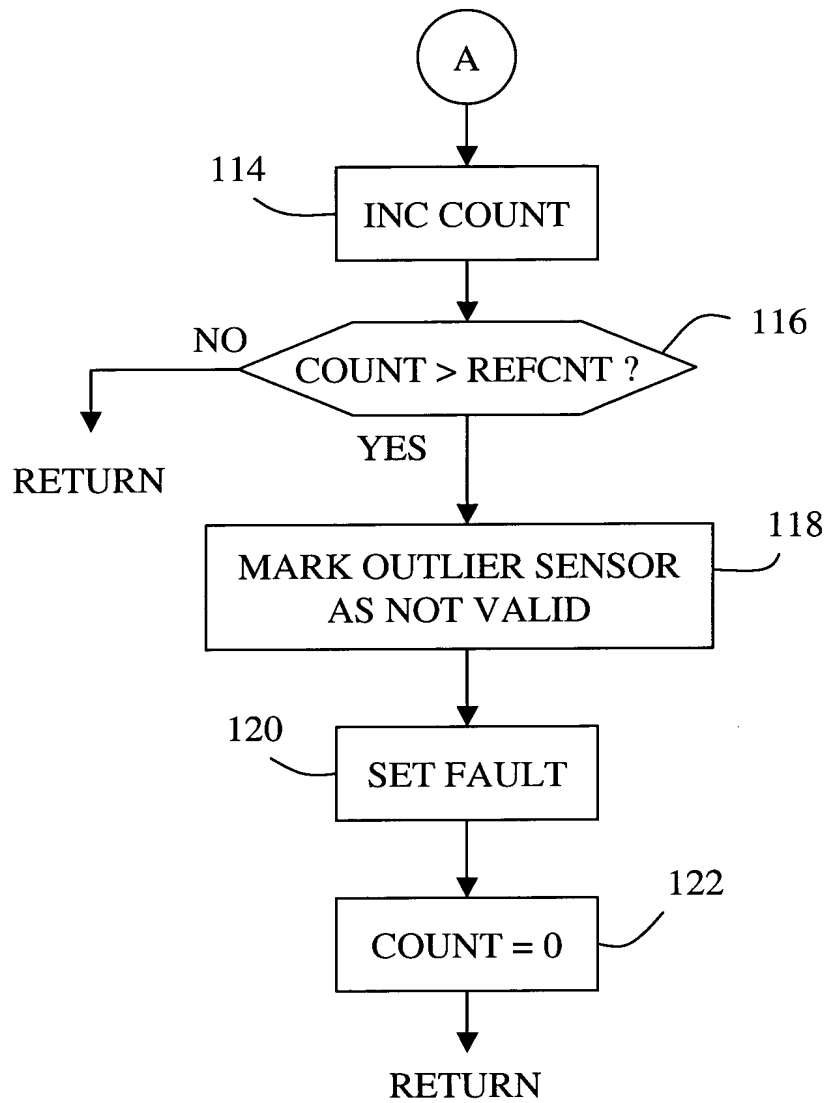 A
114
INC COUNT
116
NO
COUNT > REFCNT ?
YES
RETURN
118
MARK OUTLIER SENSOR
AS NOT VALID
120
SET FAULT
122
COUNT = 0
RETURN